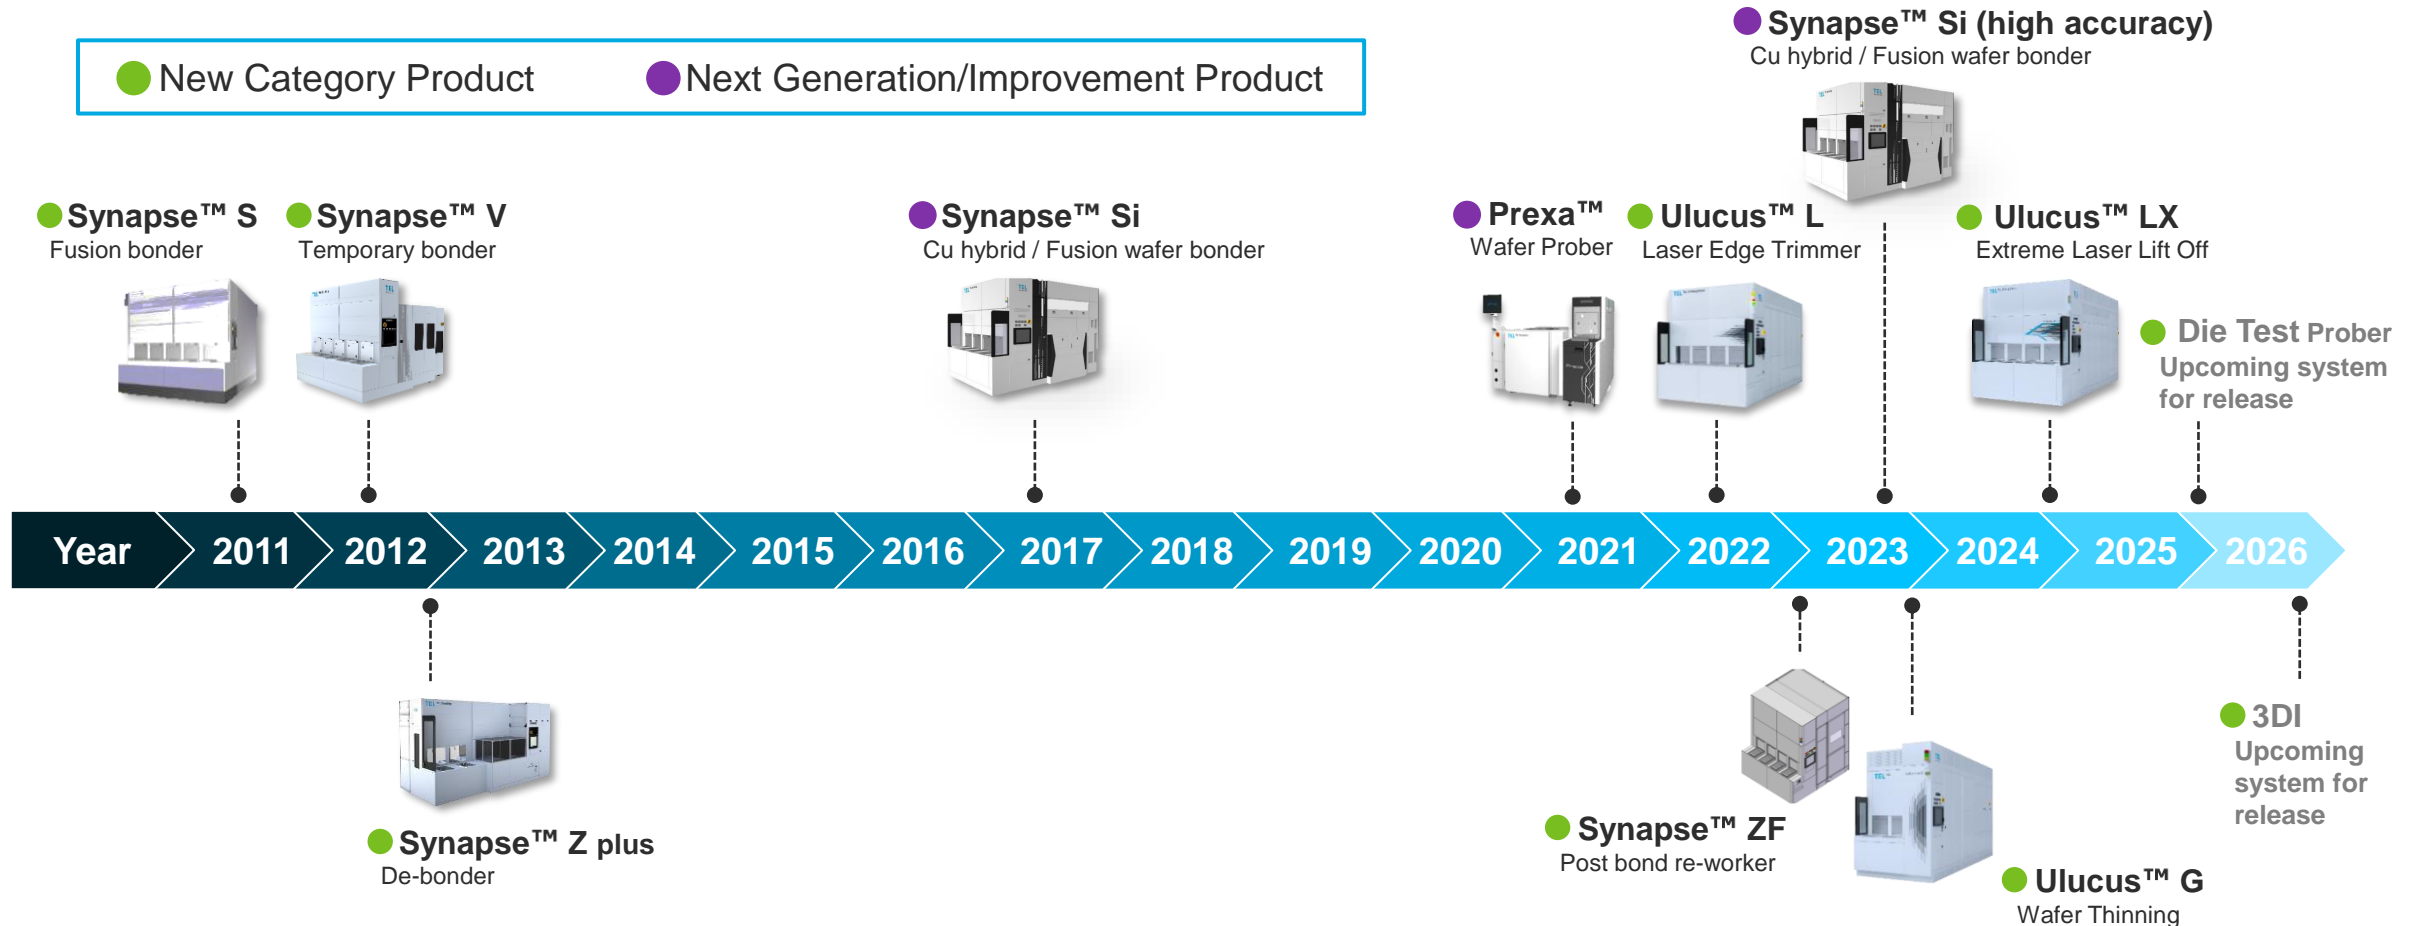 Synapse™ Si (high accuracy)
Cu hybrid / Fusion wafer bonder
New Category Product
Next Generation/Improvement Product
Synapse™ S
Fusion bonder
Synapse™ V
Temporary bonder
Synapse™ Si
Cu hybrid / Fusion wafer bonder
Prexa™
Wafer Prober
Ulucus™ L
Laser Edge Trimmer
Ulucus™ LX
Extreme Laser Lift Off
Die Test Prober
Upcoming system
for release
Year 2011 2012 2013 2014 2015 2016 2017 2018 2019 2020 2021 2022 2023 2024 2025 2026
Synapse™ Z plus
De-bonder
Synapse™ ZF
Post bond re-worker
Ulucus™ G
Wafer Thinning
3DI
Upcoming
system for
release